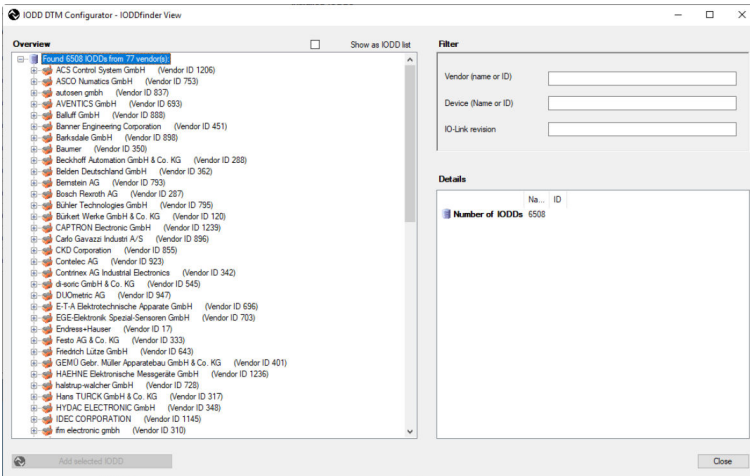 IODD DTM Configurator - IODDfinder View
Overview
Show as IODD list
Found 6508 IODDs from 77 vendor(s):
ACS Control System GmbH (Vendor ID 1206)
ASCO Numatics GmbH (Vendor ID 753)
autosen gmbh (Vendor ID 837)
AVENTICS GmbH (Vendor ID 693)
Balluff GmbH (Vendor ID 888)
Banner Engineering Corporation (Vendor ID 451)
Barksdale GmbH (Vendor ID 898)
Baumer (Vendor ID 350)
Beckhoff Automation GmbH & Co. KG (Vendor ID 288)
Belden Deutschland GmbH (Vendor ID 362)
Bernstein AG (Vendor ID 793)
Bosch Rexroth AG (Vendor ID 287)
Bühler Technologies GmbH (Vendor ID 795)
Bürkert Werke GmbH & Co. KG (Vendor ID 120)
CAPTRON Electronic GmbH (Vendor ID 1239)
Carlo Gavazzi Industri A/S (Vendor ID 896)
CKD Corporation (Vendor ID 855)
Contelec AG (Vendor ID 923)
Contrinex AG Industrial Electronics (Vendor ID 342)
di-soric GmbH & Co. KG (Vendor ID 545)
DUOmetric AG (Vendor ID 947)
E-T-A Elektrotechnische Apparate GmbH (Vendor ID 696)
EGE-Elektronik Spezial-Sensoren GmbH (Vendor ID 703)
Endress+Hauser (Vendor ID 17)
Festo AG & Co. KG (Vendor ID 333)
Friedrich Lütze GmbH (Vendor ID 643)
GEMÜ Gebr. Müller Apparatebau GmbH & Co. KG (Vendor ID 401)
HAEHNE Elektronische Messgeräte GmbH (Vendor ID 1236)
halstrup-walcher GmbH (Vendor ID 728)
Hans TURCK GmbH & Co. KG (Vendor ID 317)
HYDAC ELECTRONIC GmbH (Vendor ID 348)
IDEC CORPORATION (Vendor ID 1145)
ifm electronic gmbh (Vendor ID 310)
Add selected IODD
Filter
Vendor (name or ID)
Device (Name or ID)
IO-Link revision
Details
Na... ID
Number of IODDs 6508
Close